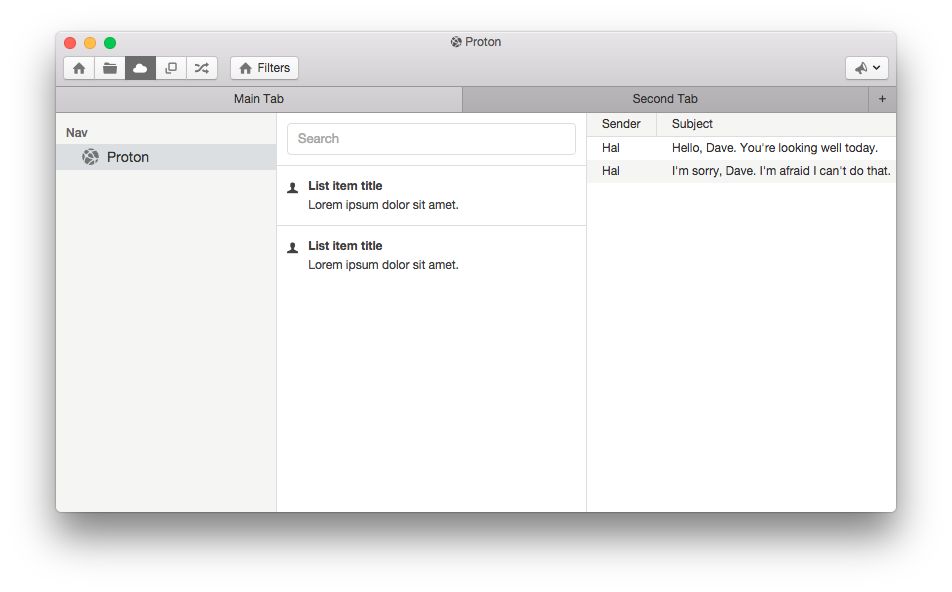 Proton
Filters
Main Tab
Second Tab
+
Nav
Proton
Search
List item title
Lorem ipsum dolor sit amet.
List item title
Lorem ipsum dolor sit amet.
Sender Subject
Hal Hello, Dave. You're looking well today.
Hal I'm sorry, Dave. I'm afraid I can't do that.